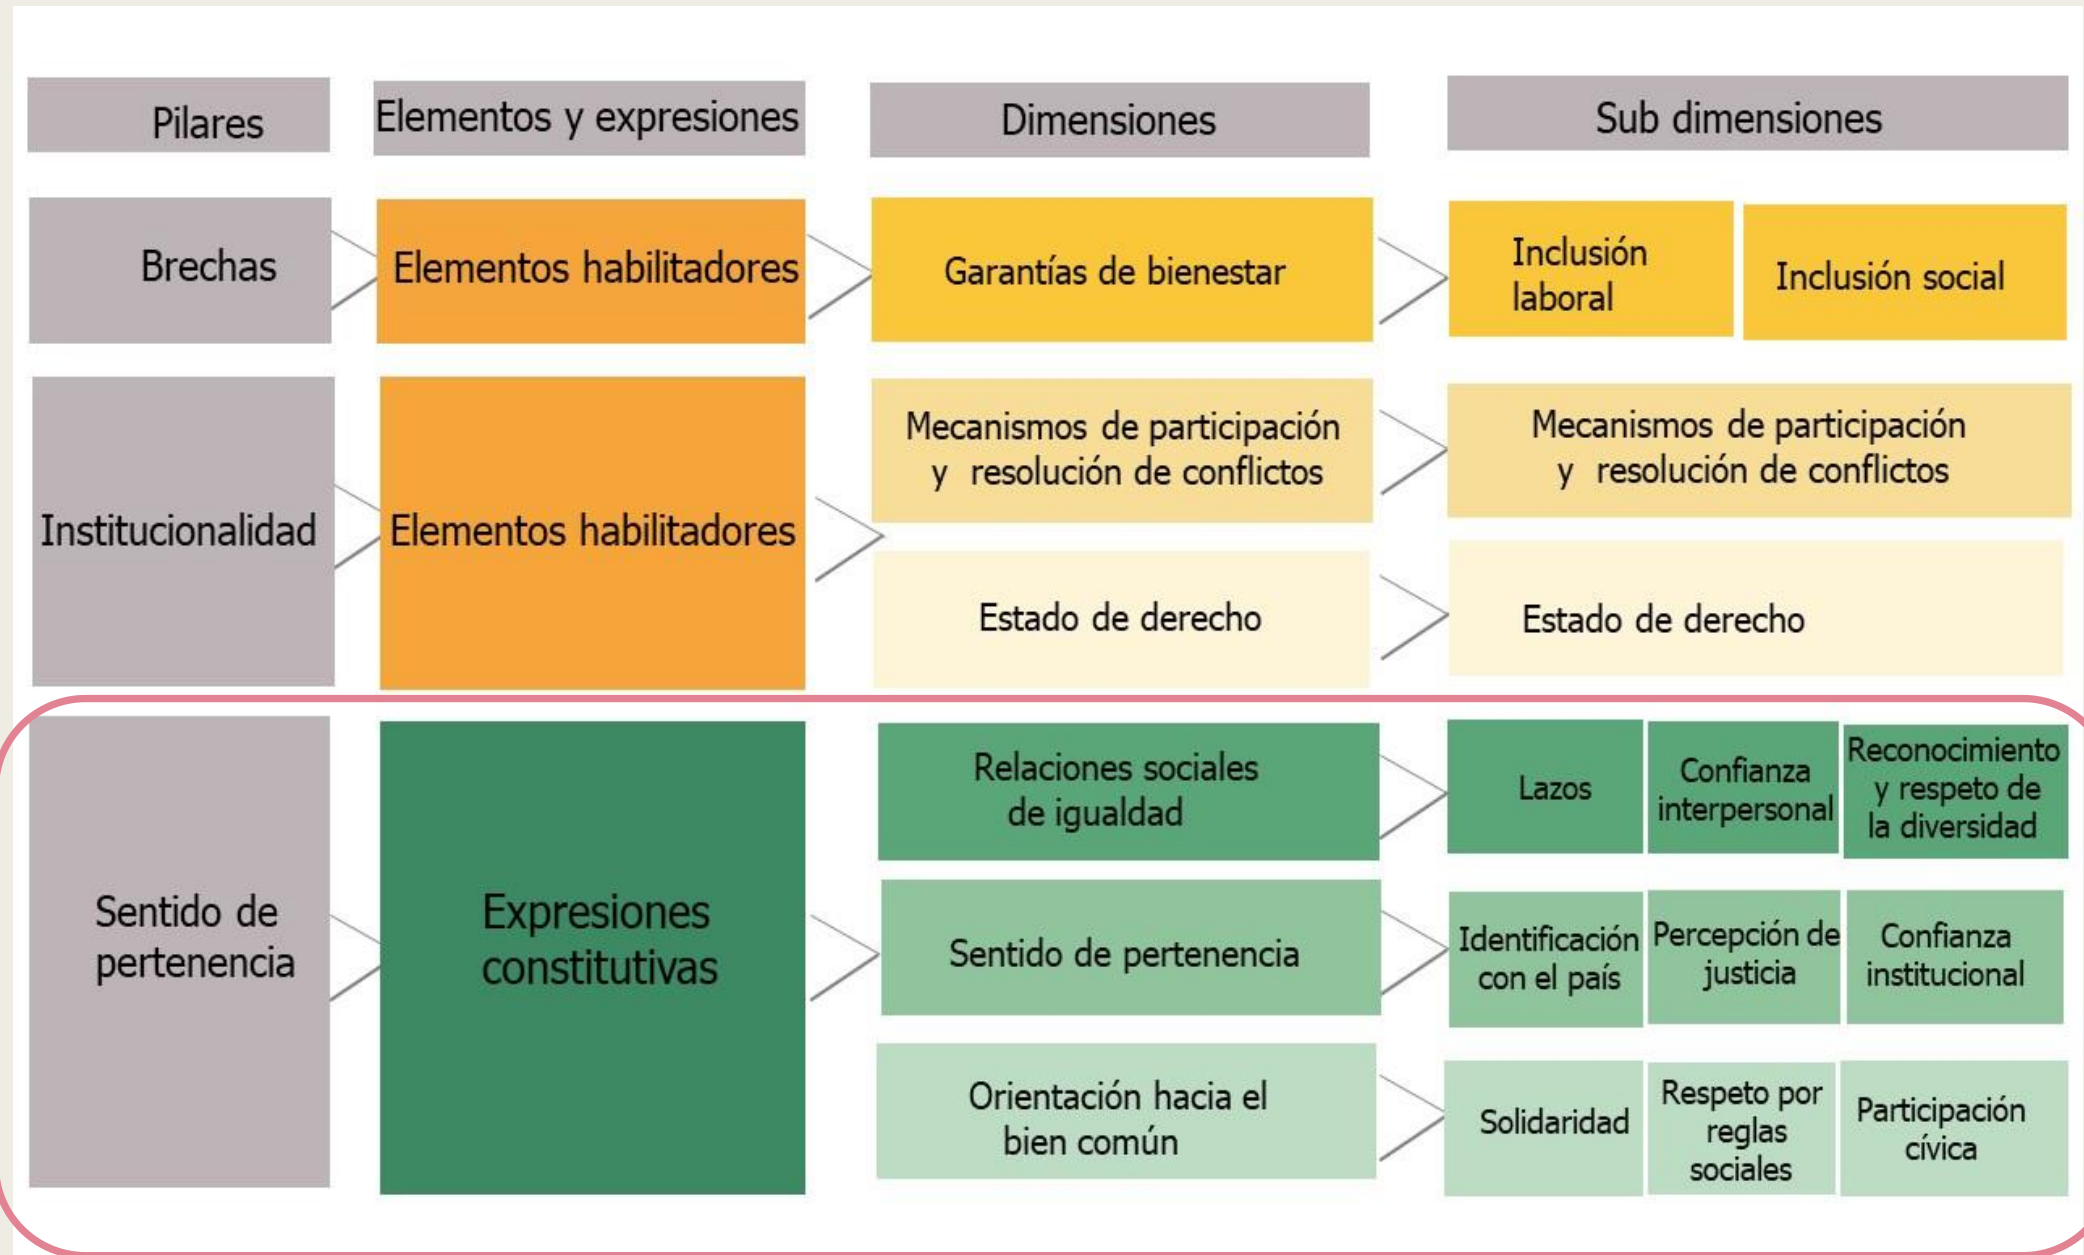 Pilares
Elementos y expresiones
Dimensiones
Sub dimensiones
Brechas
Elementos habilitadores
Garantías de bienestar
Inclusión
laboral
Inclusión social
Institucionalidad
Elementos habilitadores
Mecanismos de participación
y resolución de conflictos
Mecanismos de participación
y resolución de conflictos
Estado de derecho
Estado de derecho
Sentido de
pertenencia
Expresiones
constitutivas
Relaciones sociales
de igualdad
Lazos
Confianza
interpersonal
Reconocimiento
y respeto de
la diversidad
Sentido de pertenencia
Identificación
con el país
Percepción de
justicia
Confianza
institucional
Orientación hacia el
bien común
Solidaridad
Respeto por
reglas
sociales
Participación
cívica